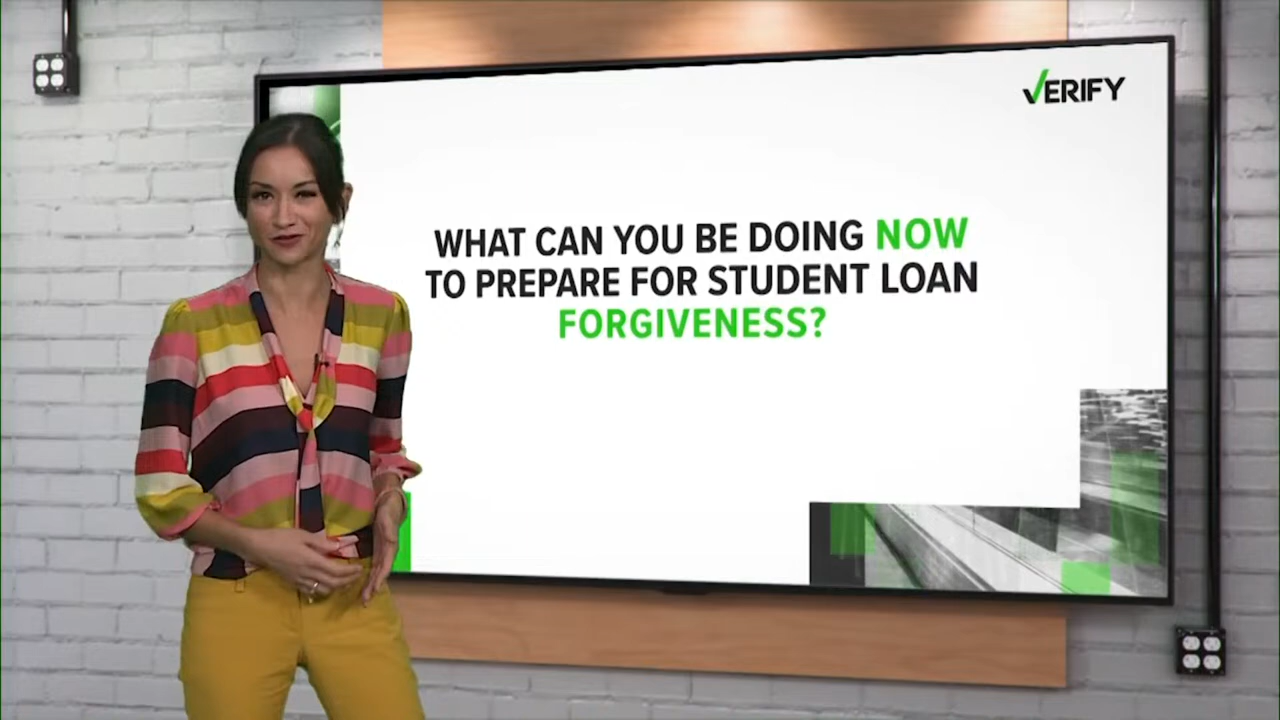 VERIFY
WHAT CAN YOU BE DOING NOW
TO PREPARE FOR STUDENT LOAN
FORGIVENESS?